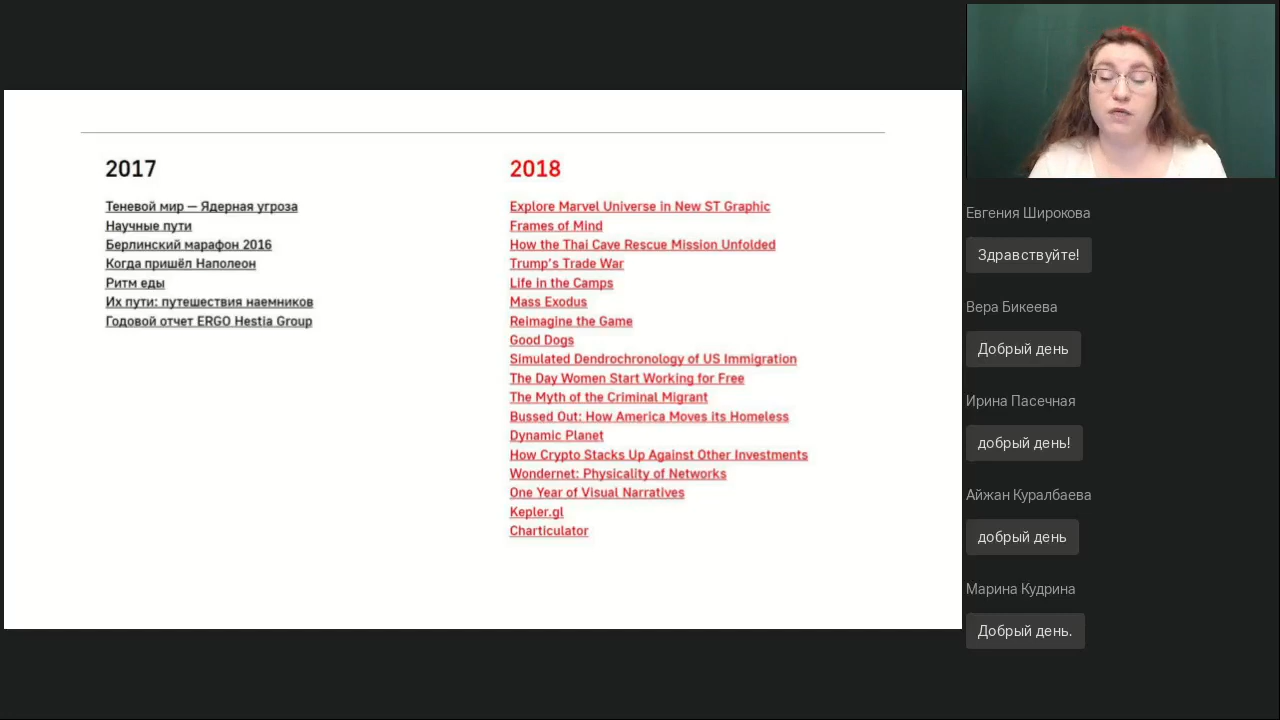 2017
Теневой мир — Ядерная угроза
Научные пути
Берлинский марафон 2016
Когда пришёл Наполеон
Ритм еды
Их пути: путешествия наемников
Годовой отчет ERGO Hestia Group
2018
Explore Marvel Universe in New ST Graphic
Frames of Mind
How the Thai Cave Rescue Mission Unfolded
Trump's Trade War
Life in the Camps
Mass Exodus
Reimagine the Game
Good Dogs
Simulated Dendrochronology of US Immigration
The Day Women Start Working for Free
The Myth of the Criminal Migrant
Bussed Out: How America Moves its Homeless
Dynamic Planet
How Crypto Stacks Up Against Other Investments
Wondernet: Physicality of Networks
One Year of Visual Narratives
Kepler.gl
Charticulator
Евгения Широкова
Здравствуйте!
Вера Бикеева
Добрый день
Ирина Пасечная
добрый день!
Айжан Куралбаева
добрый день
Марина Кудрина
Добрый день.